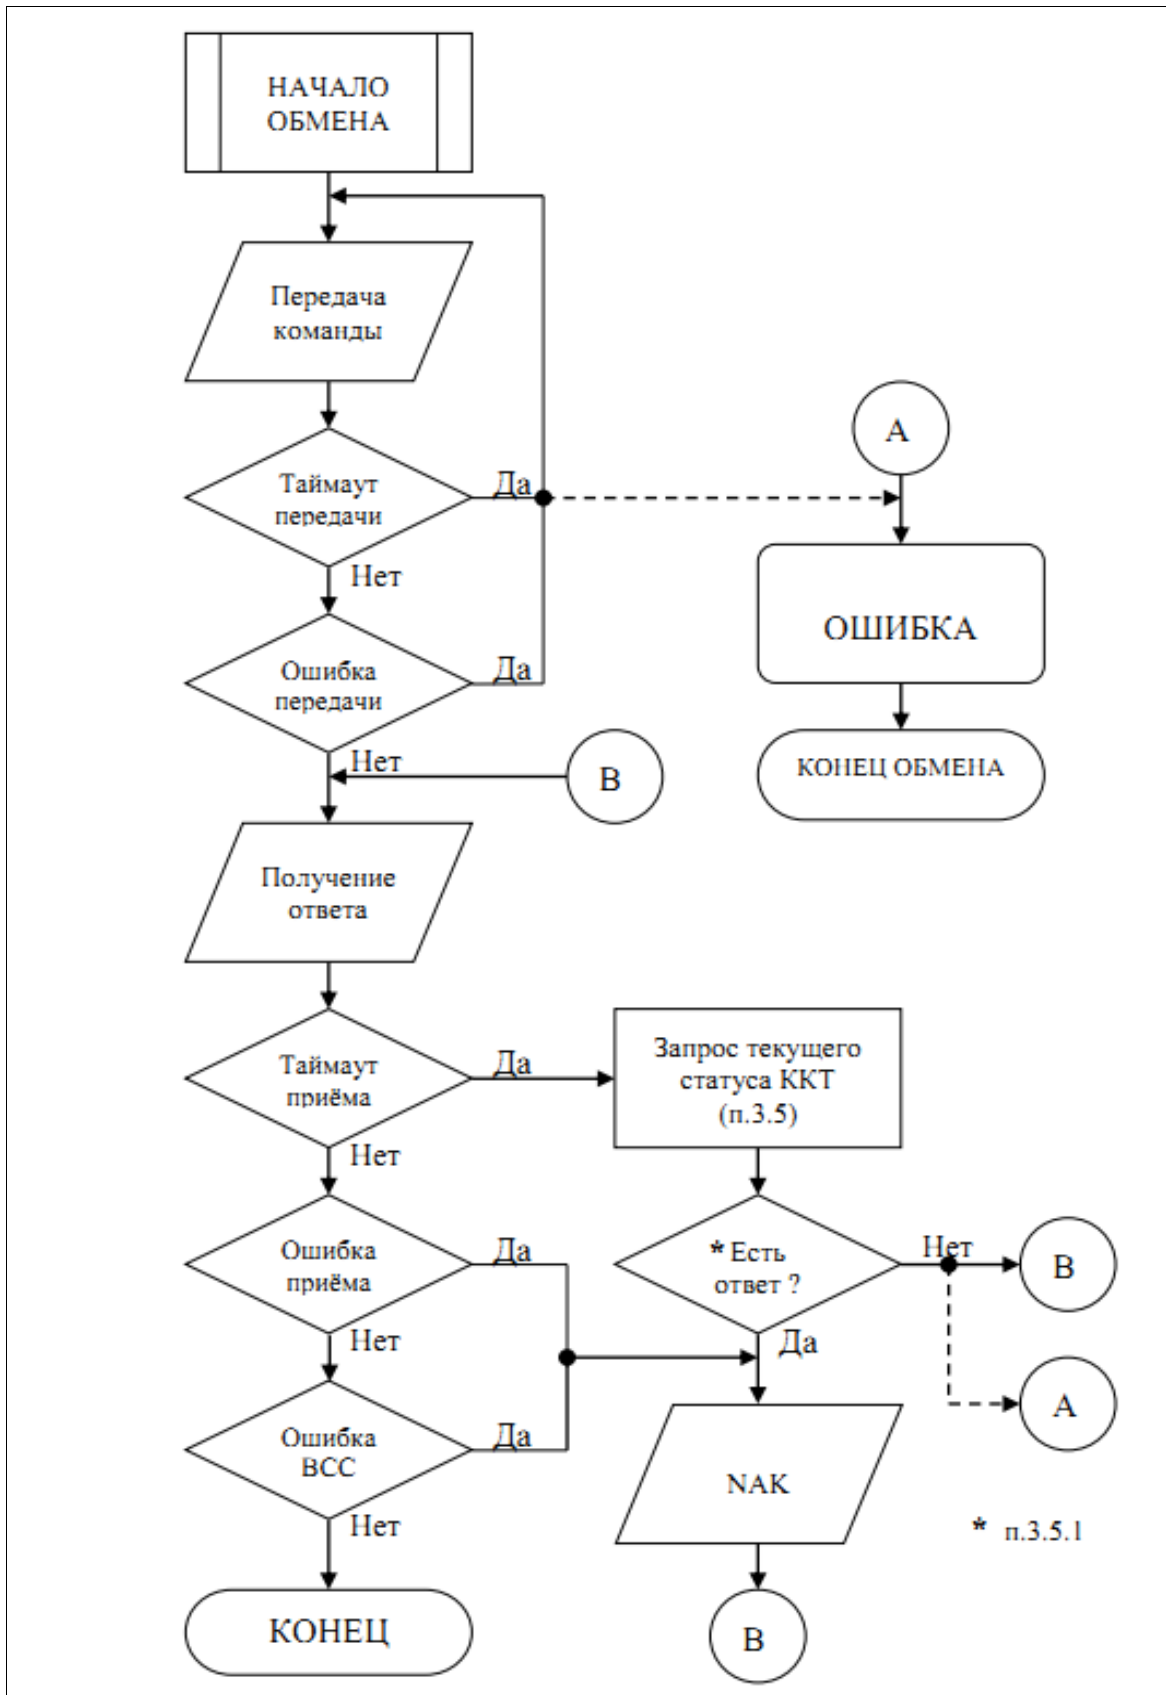 НАЧАЛО
ОБМЕНА
Передача
команды
А
Таймаут
передачи
Да
Нет
ОШИБКА
Ошибка
передачи
Да
Нет
В
КОНЕЦ ОБМЕНА
Получение
ответа
Таймаут
приёма
Да
Запрос текущего
статуса ККТ
(п.3.5)
Нет
Ошибка
приёма
Да
* Есть
ответ ?
Нет
В
Нет
Да
А
Ошибка
ВСС
Да
NAK
Нет
* п.3.5.1
КОНЕЦ
В